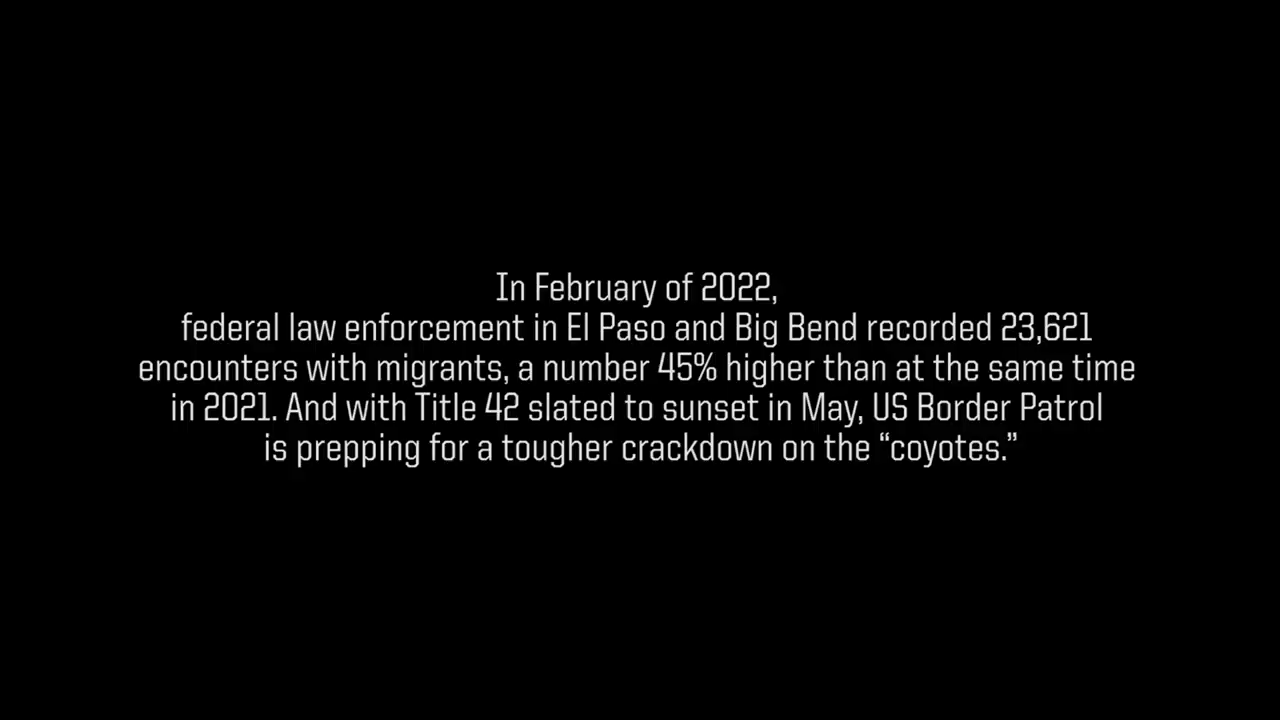 In February of 2022,
federal law enforcement in El Paso and Big Bend recorded 23,621
encounters with migrants, a number 45% higher than at the same time
in 2021. And with Title 42 slated to sunset in May, US Border Patrol
is prepping for a tougher crackdown on the “coyotes.”